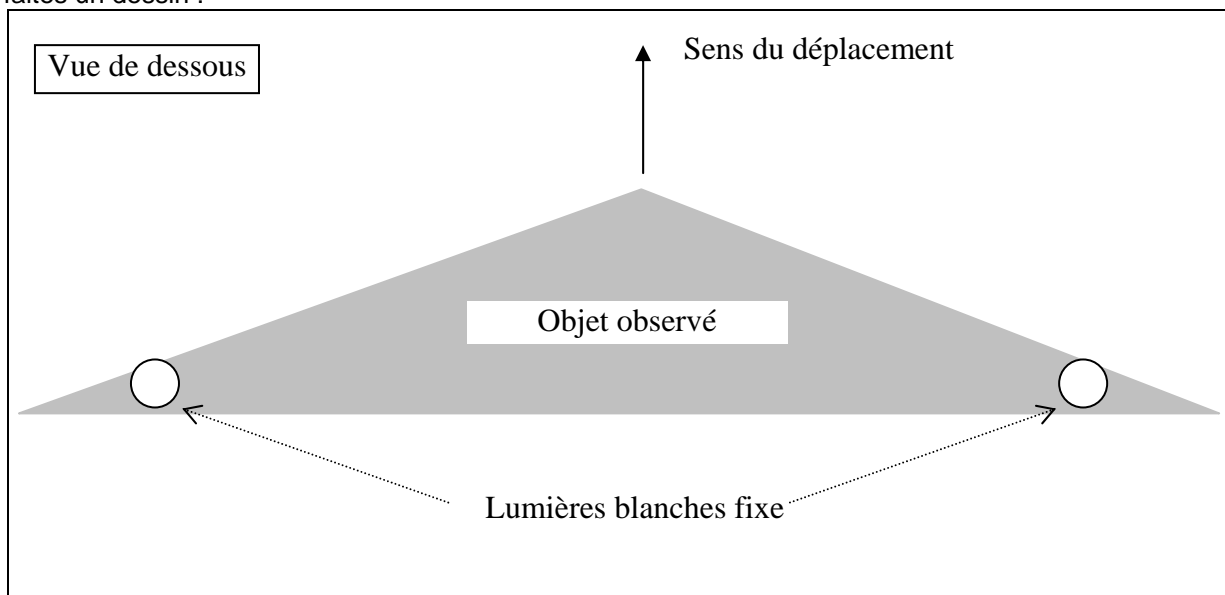 faites un dessin :
Vue de dessous
Sens du déplacement
Objet observé
Lumières blanches fixe